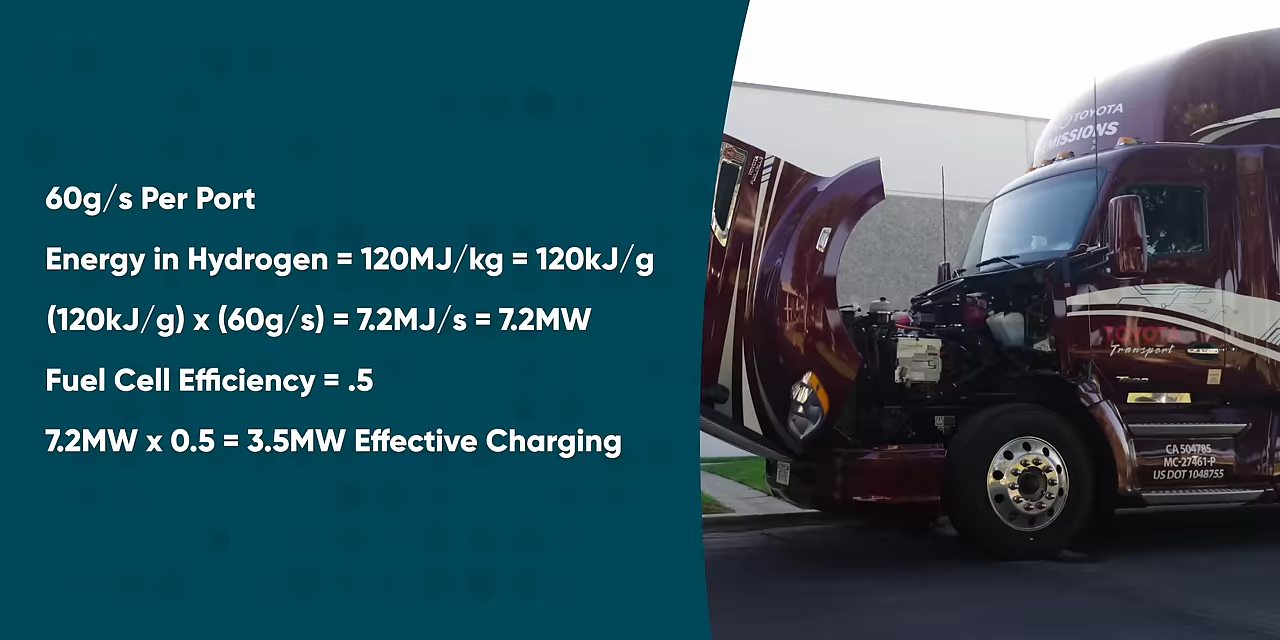 60g/s Per Port
Energy in Hydrogen = 120MJ/kg = 120kJ/g
(120kJ/g) x (60g/s) = 7.2MJ/s = 7.2MW
Fuel Cell Efficiency = .5
7.2MW x 0.5 = 3.5MW Effective Charging
TOYOTA
TOYOTA
Transport
CA 504785
MC-27461-P
US DOT 1048755